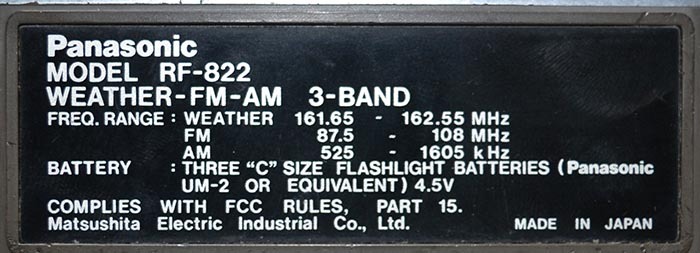 Panasonic
MODEL RF-822
WEATHER-FM-AM 3-BAND
FREQ. RANGE : WEATHER 161.65 - 162.55 MHz
FM 87.5 - 108 MHz
AM 525 - 1605 kHz
BATTERY : THREE “C” SIZE FLASHLIGHT BATTERIES (Panasonic
UM-2 OR EQUIVALENT) 4.5V
COMPLIES WITH FCC RULES, PART 15.
Matsushita Electric Industrial Co., Ltd. MADE IN JAPAN